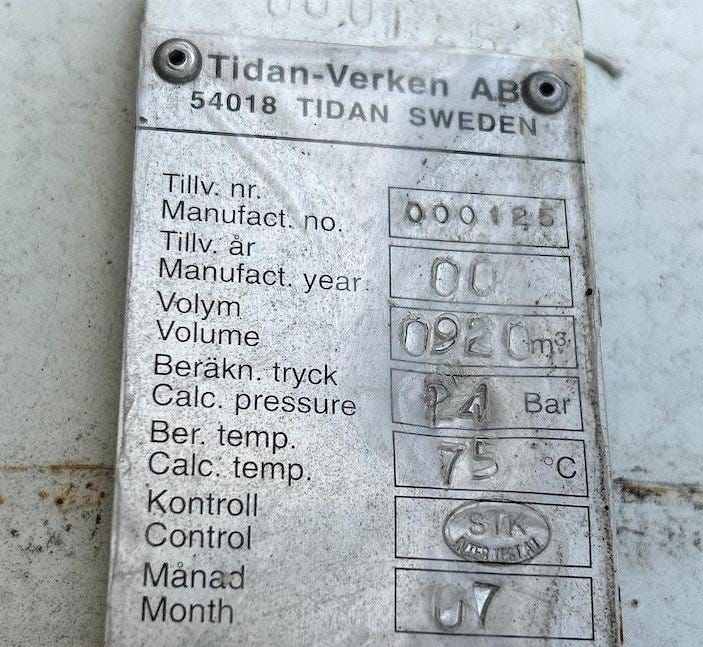 Tidan-Verken AB
54018 TIDAN SWEDEN
Tillv. nr.
Manufact. no. 000125
Tillv. år
Manufact. year. 00
Volym
Volume 0920 m³
Beräkn. tryck
Calc. pressure Bar
Ber. temp.
Calc. temp. 75 °C
Kontroll
Control STK
Månad
Month 07